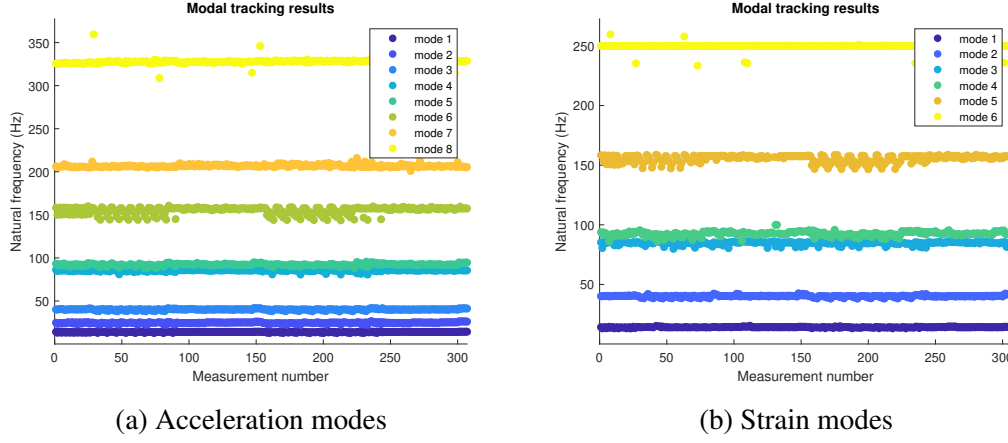 Modal tracking results
350
300
250
200
150
100
50
0
50
100
150
200
250
300
Natural frequency (Hz)
Measurement number
mode 1
mode 2
mode 3
mode 4
mode 5
mode 6
mode 7
mode 8
(a) Acceleration modes
Modal tracking results
250
200
150
100
50
0
0
50
100
150
200
250
300
Natural frequency (Hz)
Measurement number
mode 1
mode 2
mode 3
mode 4
mode 5
mode 6
(b) Strain modes